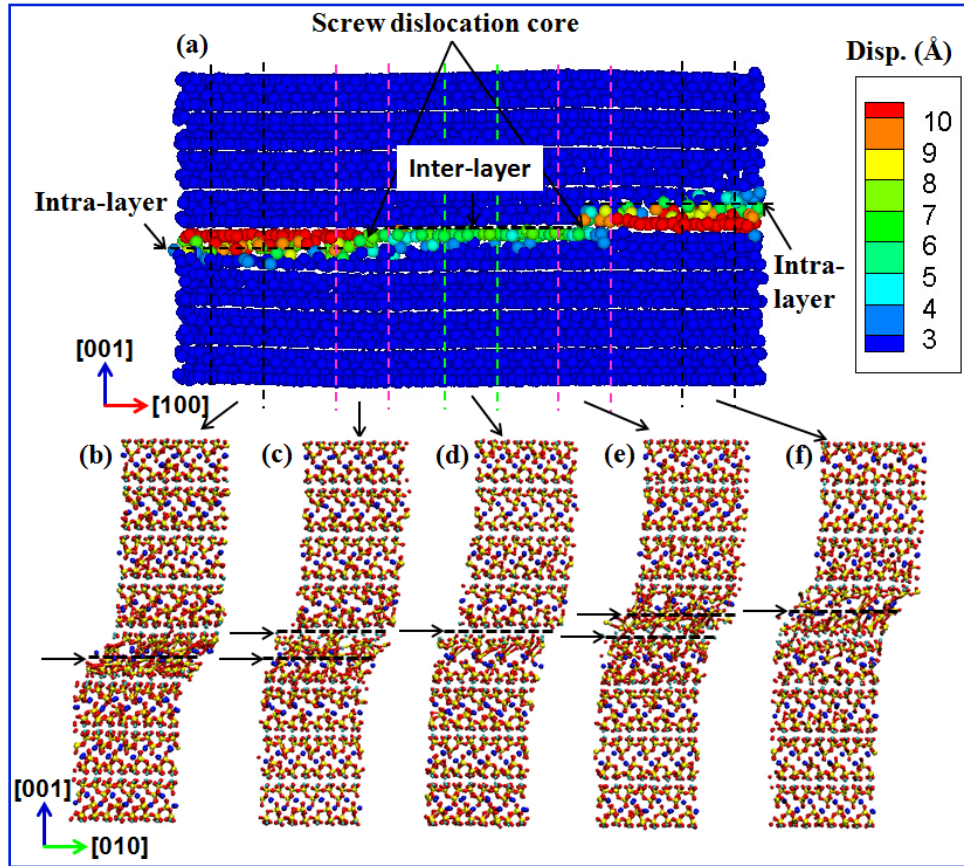 Screw dislocation core
(a)
Disp. (Å)
10
9
8
7
6
5
4
3
Inter-layer
Intra-layer
Intra-
layer
[001]
[100]
(b)
(c)
(d)
(e)
(f)
[001]
[010]